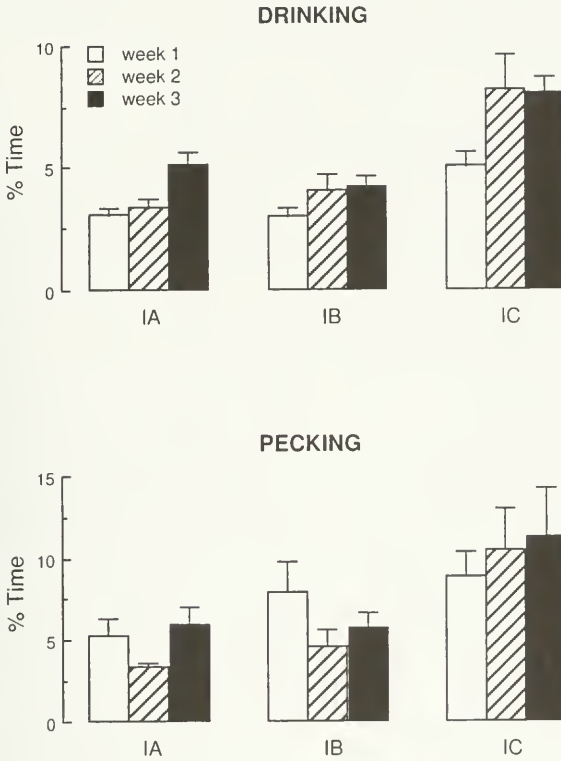 DRINKING
10
5
0
% Time
week 1
week 2
week 3
IA
IB
IC
PECKING
15
10
5
0
% Time
IA
IB
IC